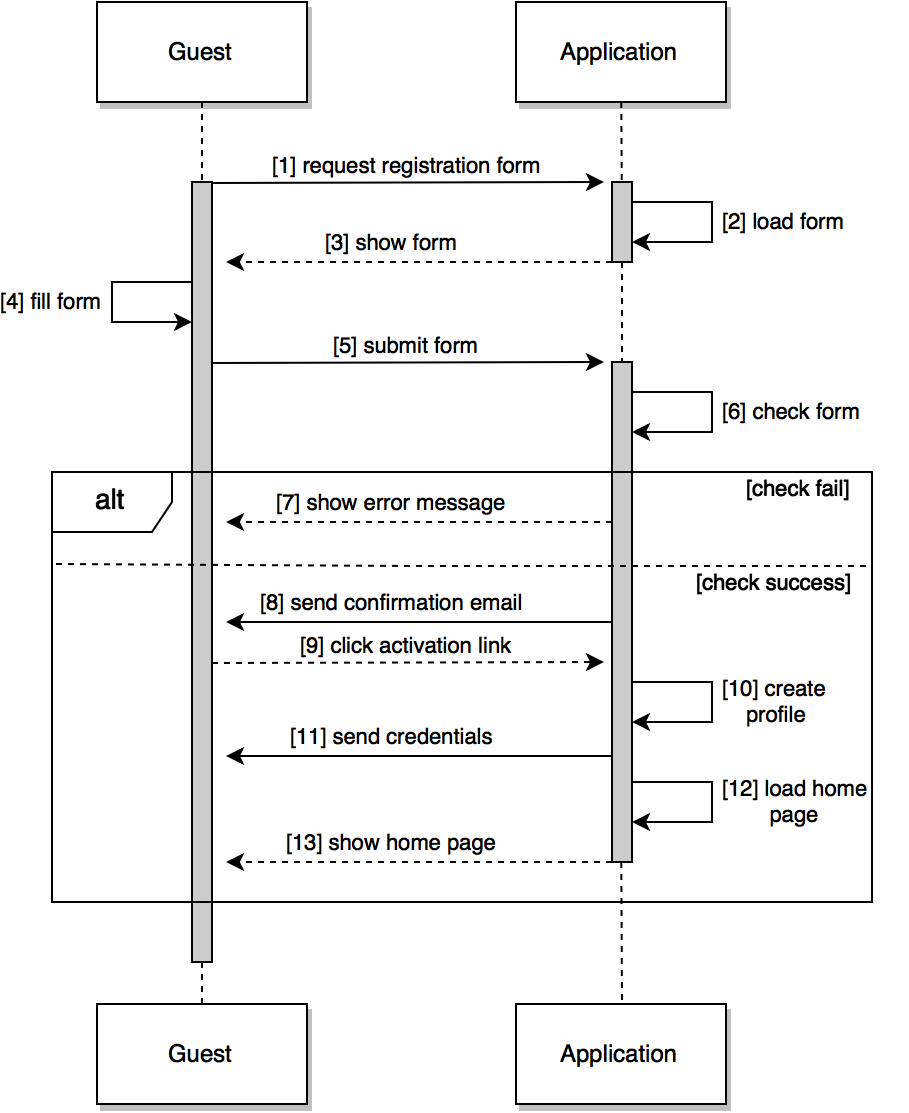 Guest
Application
[1] request registration form
[2] load form
[3] show form
[4] fill form
[5] submit form
[6] check form
alt
[check fail]
[7] show error message
[check success]
[8] send confirmation email
[9] click activation link
[10] create
profile
[11] send credentials
[12] load home
page
[13] show home page
Guest
Application